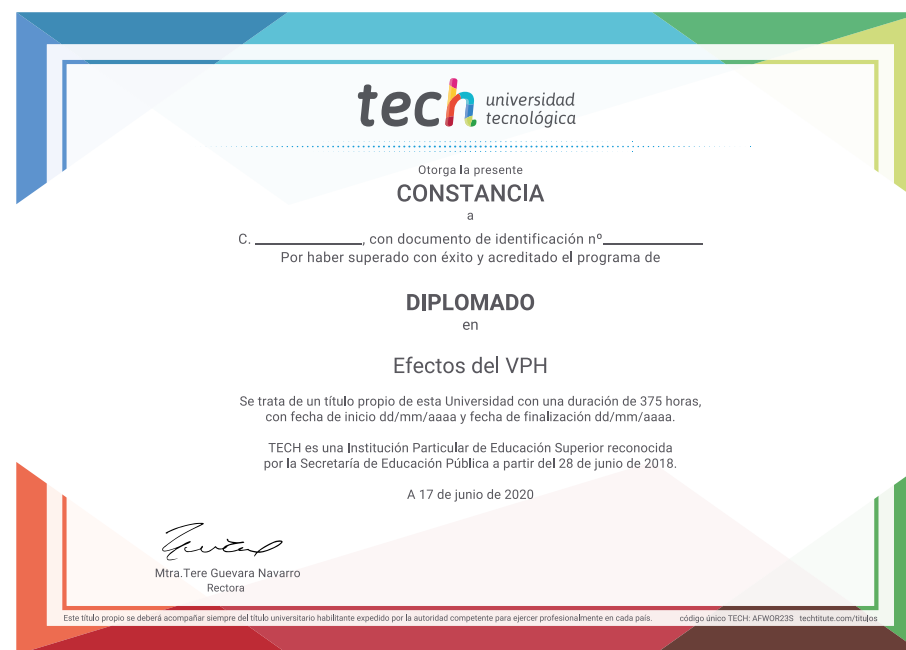 tech universidad
tecnológica
Otorga la presente
CONSTANCIA
a
C. ____________, con documento de identificación nº___________
Por haber superado con éxito y acreditado el programa de
DIPLOMADO
en
Efectos del VPH
Se trata de un título propio de esta Universidad con una duración de 375 horas,
con fecha de inicio dd/mm/aaaa y fecha de finalización dd/mm/aaaa.
TECH es una Institución Particular de Educación Superior reconocida
por la Secretaría de Educación Pública a partir del 28 de junio de 2018.
A 17 de junio de 2020
Mtra.Tere Guevara Navarro
Rectora
Este título propio se deberá acompañar siempre del título universitario habilitante expedido por la autoridad competente para ejercer profesionalmente en cada país. código único TECH: AFWOR23S techtitute.com/titulos